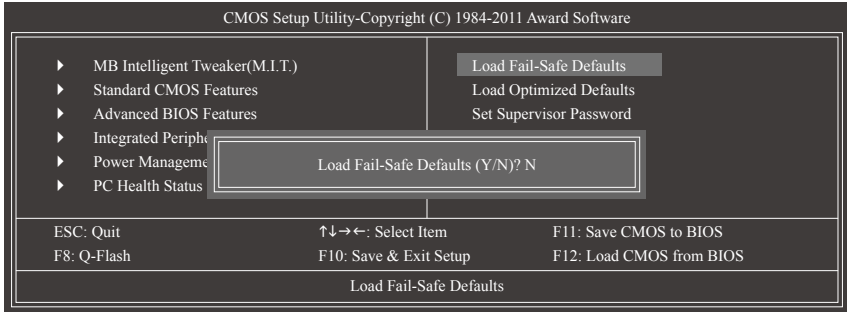 CMOS Setup Utility-Copyright (C) 1984-2011 Award Software
MB Intelligent Tweaker(M.I.T.)
Standard CMOS Features
Advanced BIOS Features
Integrated Periphe
Power Manageme
PC Health Status
Load Fail-Safe Defaults
Load Optimized Defaults
Set Supervisor Password
Load Fail-Safe Defaults (Y/N)? N
ESC: Quit
↑↓→←: Select Item
F11: Save CMOS to BIOS
F8: Q-Flash
F10: Save & Exit Setup
F12: Load CMOS from BIOS
Load Fail-Safe Defaults